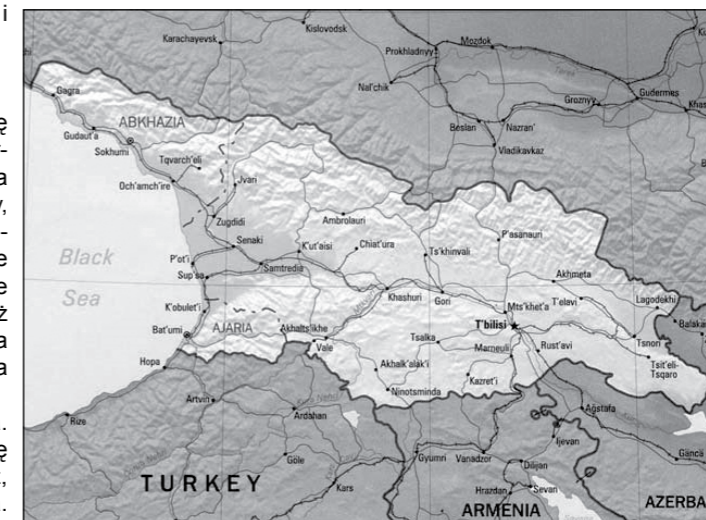 i
ę
-
a
y,
-
e
e
ż
a
a
.
ę
,
.
Kislovodsk
Karachayevsk
Prokhladnyy
Mozdok
Nal'chik
Gudermes
Groznyy
Beslan
Nazran'
Vladikavkaz
Gagra
ABKHAZIA
Gudaut'a
Sokhumi
Tqvarch'eli
Och'amch'ire
Jvari
Zugdidi
Ambrolauri
P'asanauri
Senaki
K'ut'aisi
Chiat'ura
Ts'khinvali
Black
Sea
P'ot'i
Samtredia
Sup'sa
Akhmeta
Khashuri
Gori
Mts'khet'a
T'elavi
Lagodekhi
K'obulet'i
T'bilisi
Balaka
AJARIA
Akhalts'ikhe
Bat'umi
Vale
Tsalka
Marneuli
Rust'avi
Tsnori
Hopa
Akhalk'alak'i
Tsit'eli-
Tsqaro
Ninotsminda
Kazret'i
Artvin
Rize
Ardahan
Ağstafa
Ijevan
Göle
Gyumri
Vanadzor
Dilijan
Gäncä
TURKEY
Kars
Hrazdan
Sevan
ARMENIA
AZERBA